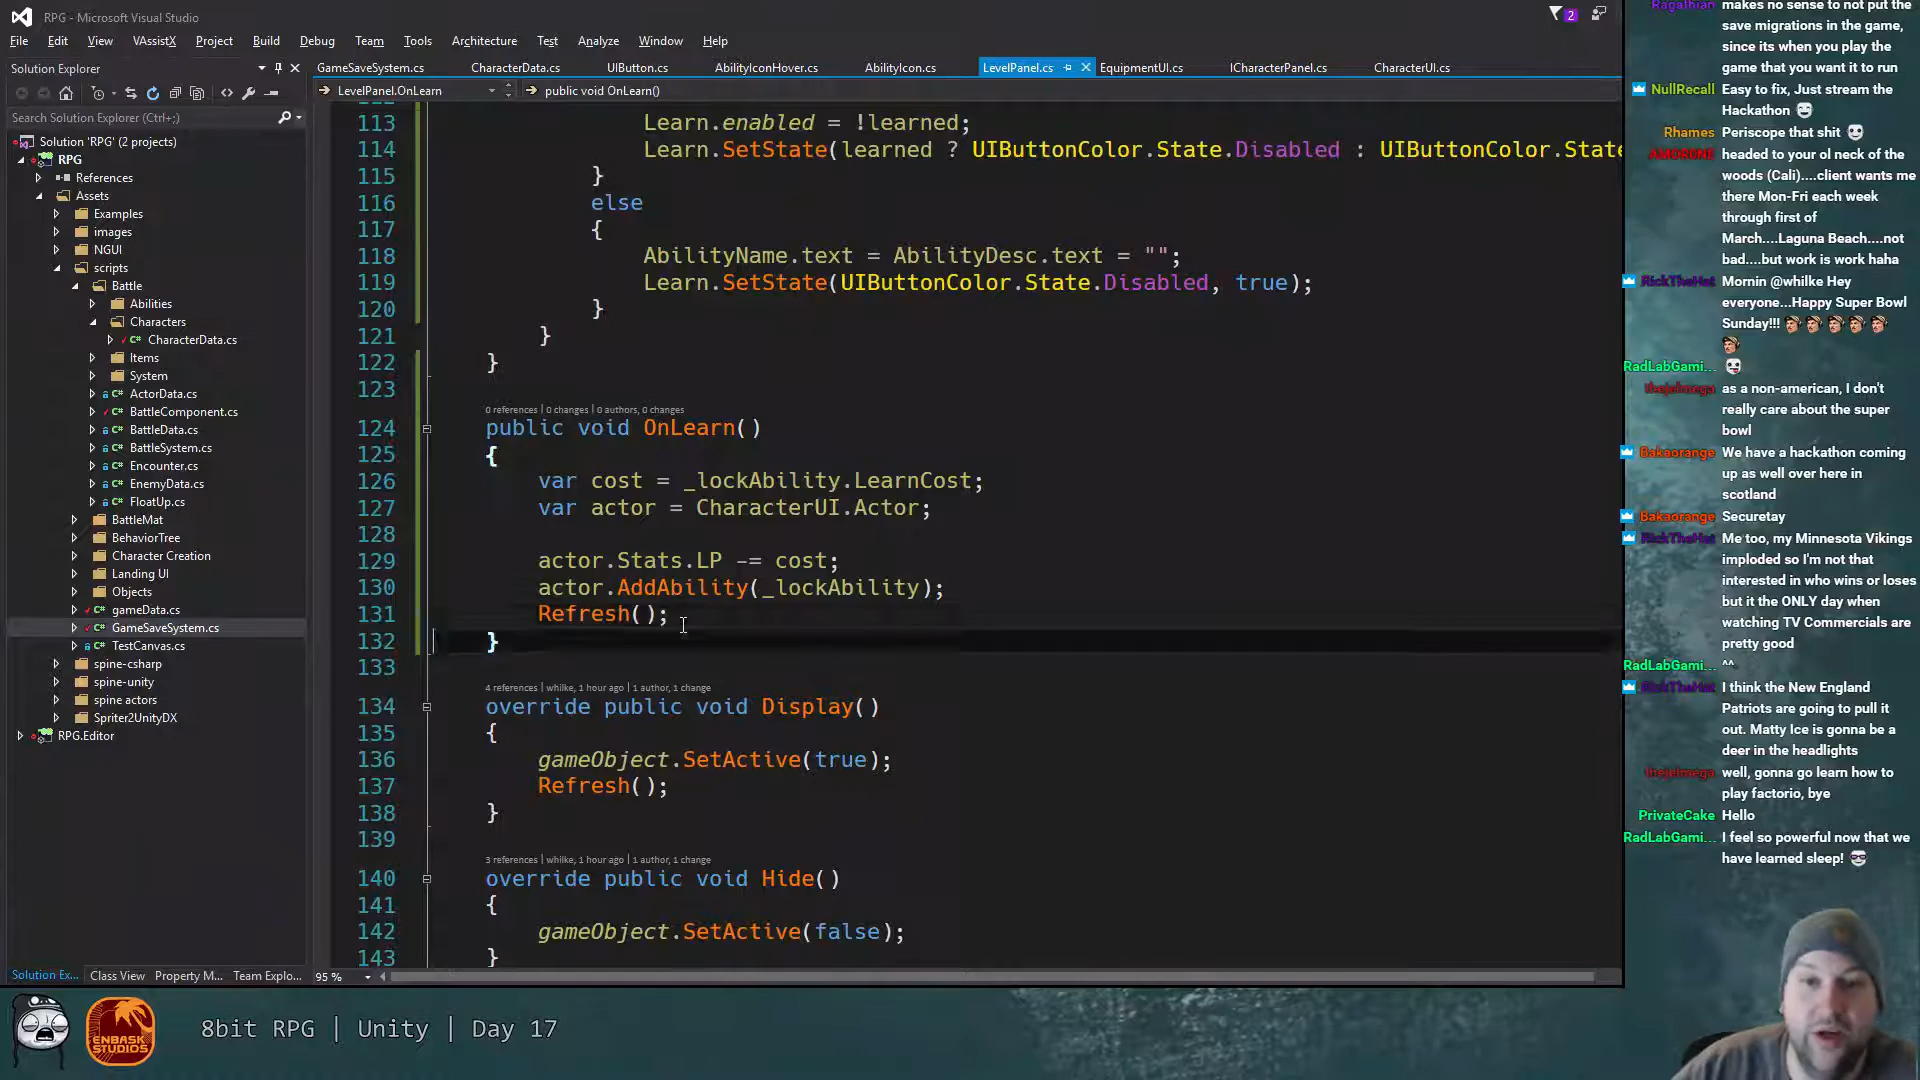 RPG - Microsoft Visual Studio
2
File Edit View VAssistX Project Build Debug Team Tools Architecture Test Analyze Window Help
Solution Explorer
Search Solution Explorer (Ctrl+;)
Solution 'RPG' (2 projects)
RPG
References
Assets
Examples
images
NGUI
scripts
Battle
Abilities
Characters
CharacterData.cs
Items
System
ActorData.cs
BattleComponent.cs
BattleData.cs
BattleSystem.cs
Encounter.cs
EnemyData.cs
FloatUp.cs
BattleMat
BehaviorTree
Character Creation
Landing UI
Objects
gameData.cs
GameSaveSystem.cs
TestCanvas.cs
spine-csharp
spine-unity
spine actors
Spriter2UnityDX
RPG.Editor
Solution Ex... Class View Property M... Team Explo...
GameSaveSystem.cs CharacterData.cs UIButton.cs AbilityIconHover.cs AbilityIcon.cs LevelPanel.cs EquipmentUI.cs ICharacterPanel.cs CharacterUI.cs
LevelPanel.OnLearn public void OnLearn()
113 Learn.enabled = !learned;
114 Learn.SetState(learned ? UIButtonColor.State.Disabled : UIButtonColor.State
115 }
116 else
117 {
118 AbilityName.text = AbilityDesc.text = "";
119 Learn.SetState(UIButtonColor.State.Disabled, true);
120 }
121 }
122 }
123
0 references | 0 changes | 0 authors, 0 changes
124 public void OnLearn()
125 {
126 var cost = _lockAbility.LearnCost;
127 var actor = CharacterUI.Actor;
128
129 actor.Stats.LP -= cost;
130 actor.AddAbility(_lockAbility);
131 Refresh();
132 }
133
4 references | whilke, 1 hour ago | 1 author, 1 change
134 override public void Display()
135 {
136 gameObject.SetActive(true);
137 Refresh();
138 }
139
3 references | whilke, 1 hour ago | 1 author, 1 change
140 override public void Hide()
141 {
142 gameObject.SetActive(false);
143 }
95 %
Ragathian makes no sense to not put the
save migrations in the game,
since its when you play the
game that you want it to run
NullRecall Easy to fix, Just stream the
Hackathon
Rhames Periscope that shit
headed to your ol neck of the
woods (Cali)....client wants me
there Mon-Fri each week
through first of
March....Laguna Beach....not
bad....but work is work haha
RickTheHat Mornin @whilke Hey
everyone...Happy Super Bowl
Sunday!!!
RadLabGami...
thejelmega as a non-american, I don't
really care about the super
bowl
Bakaorange We have a hackathon coming
up as well over here in
scotland
Bakaorange Securetay
RickTheHat Me too, my Minnesota Vikings
imploded so I'm not that
interested in who wins or loses
but it the ONLY day when
watching TV Commercials are
pretty good
RadLabGami... ^^
RickTheHat I think the New England
Patriots are going to pull it
out. Matty Ice is gonna be a
deer in the headlights
thejelmega well, gonna go learn how to
play factorio, bye
PrivateCake Hello
RadLabGami... I feel so powerful now that we
have learned sleep!
ENBASK
STUDIOS
8bit RPG | Unity | Day 17